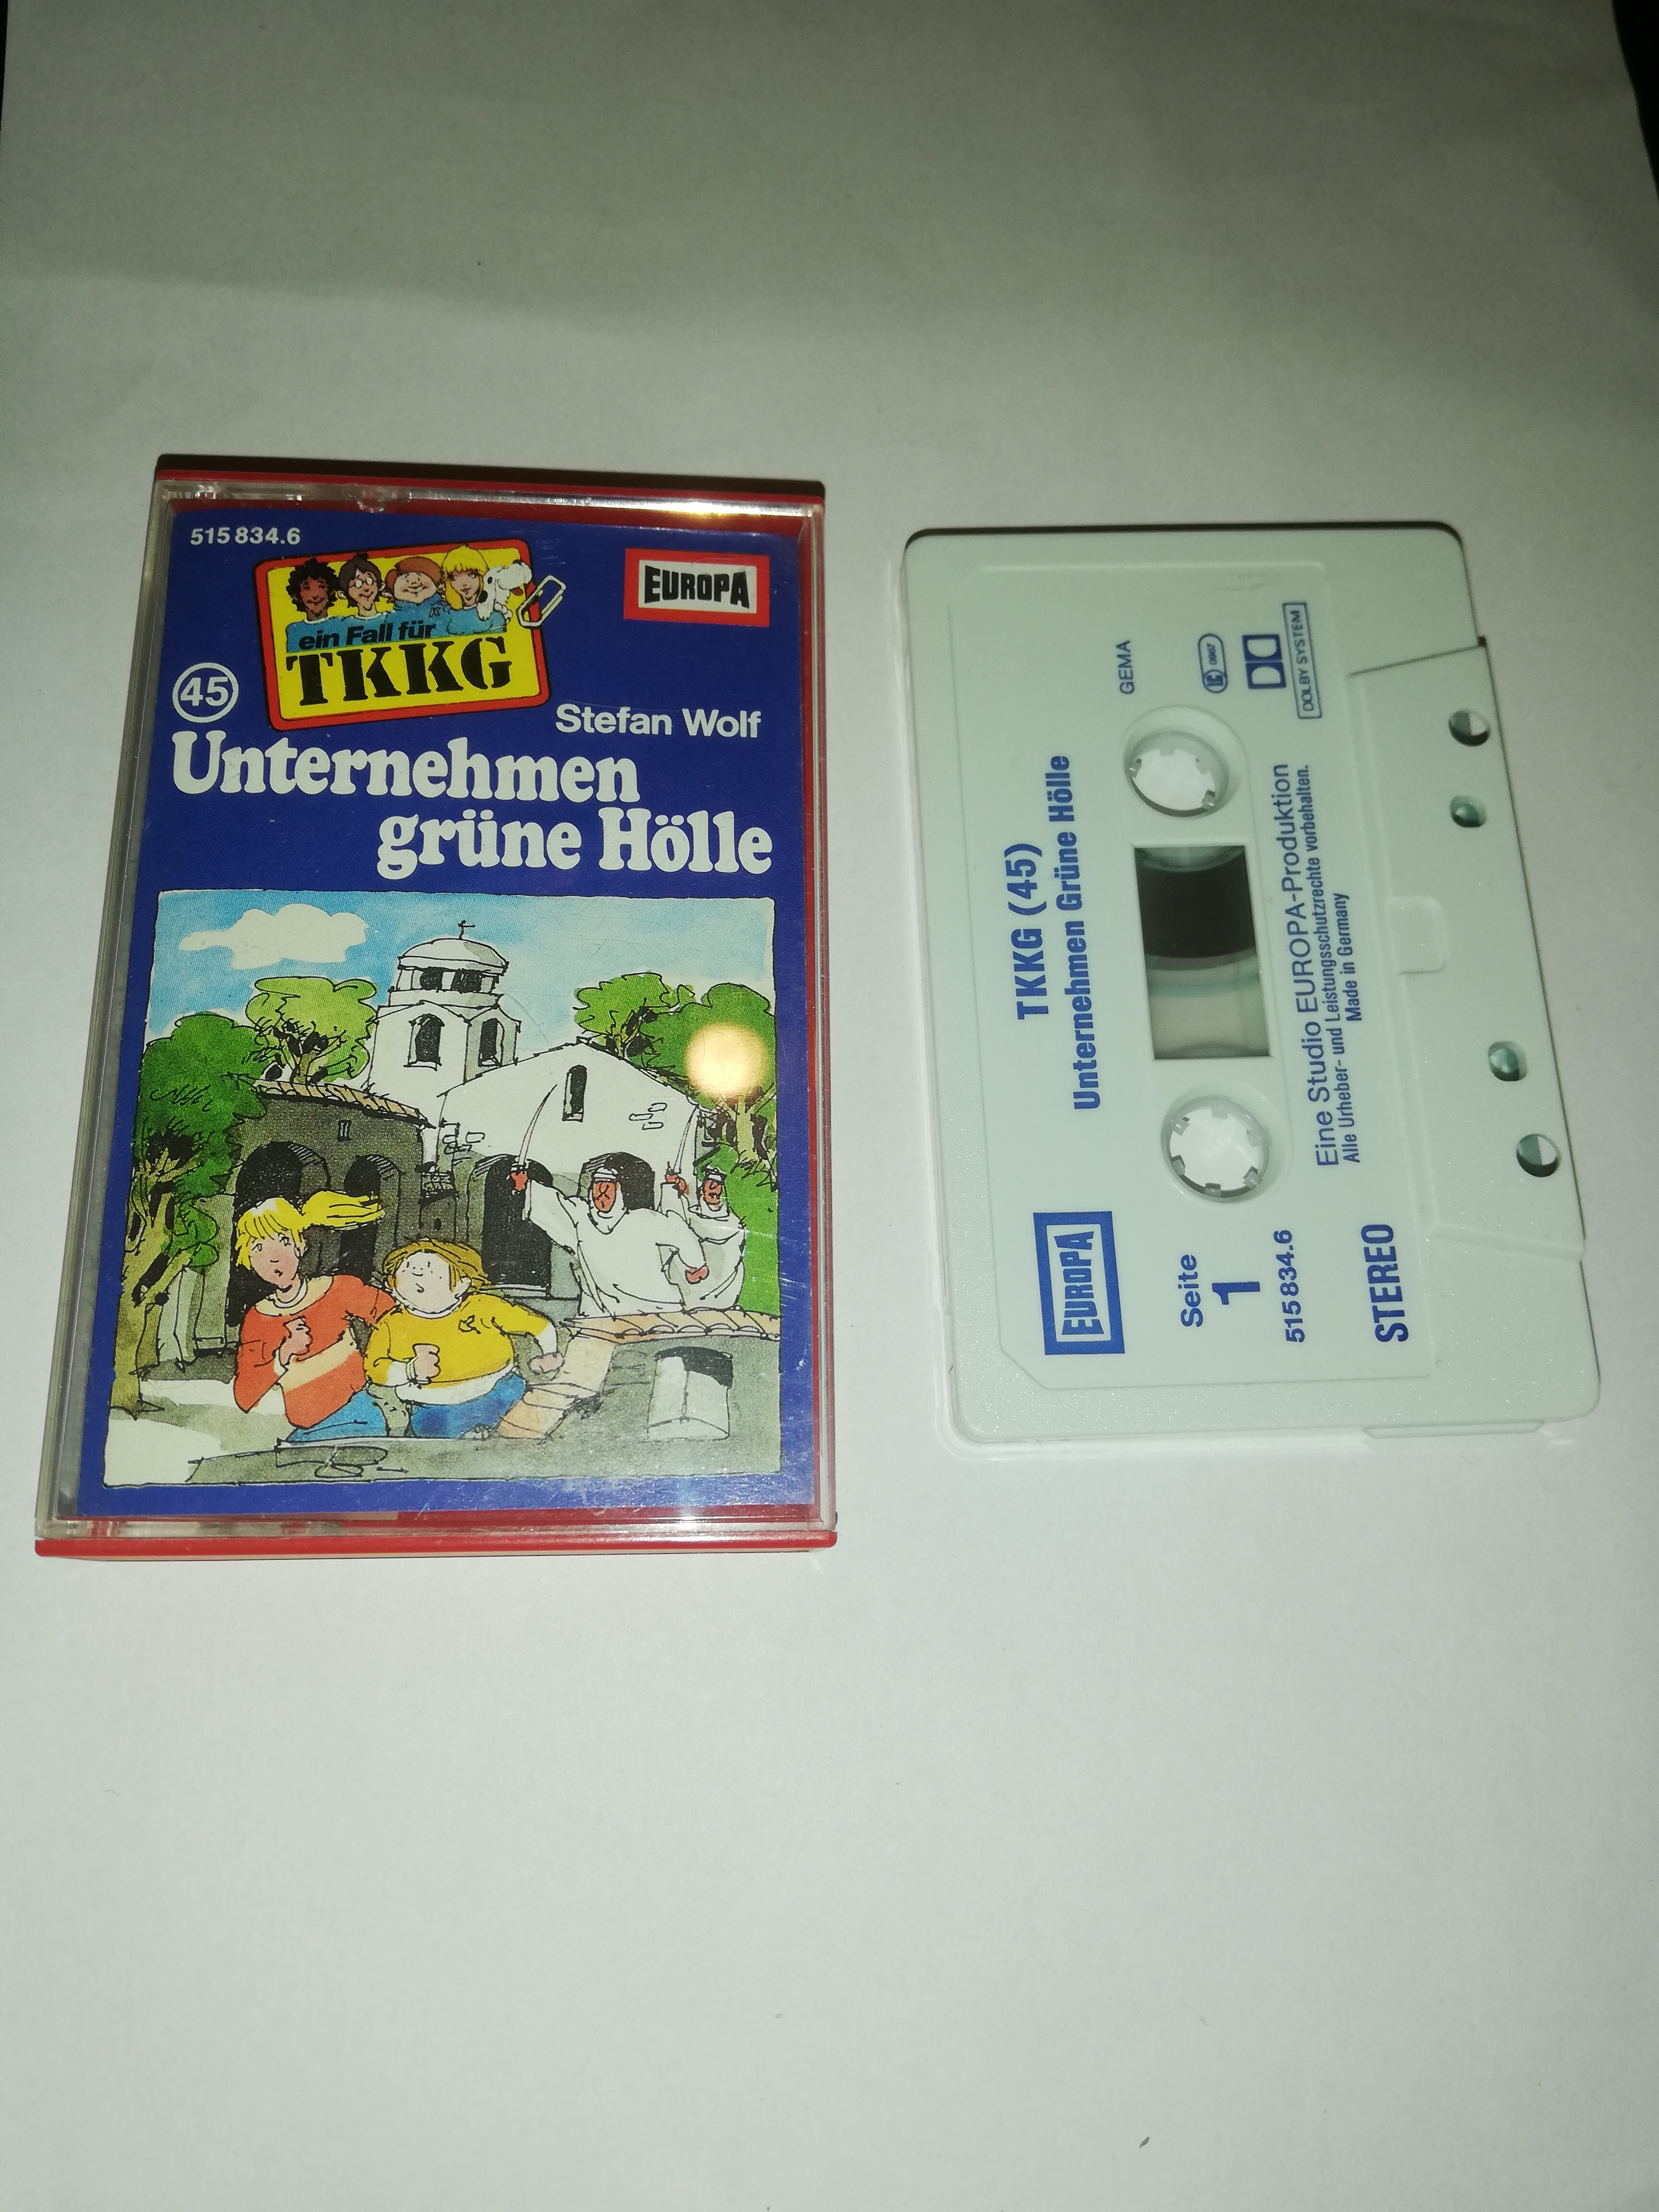 515 834.6
EUROPA
ein Fall für
TKKG
45
Stefan Wolf
Unternehmen
grüne Hölle
TKKG (45)
Unternehmen Grüne Hölle
GEMA
DOLBY SYSTEM
EUROPA
Seite
1
515 834.6
STEREO
Eine Studio EUROPA-Produktion
Alle Urheber- und Leistungsschutzrechte vorbehalten.
Made in Germany